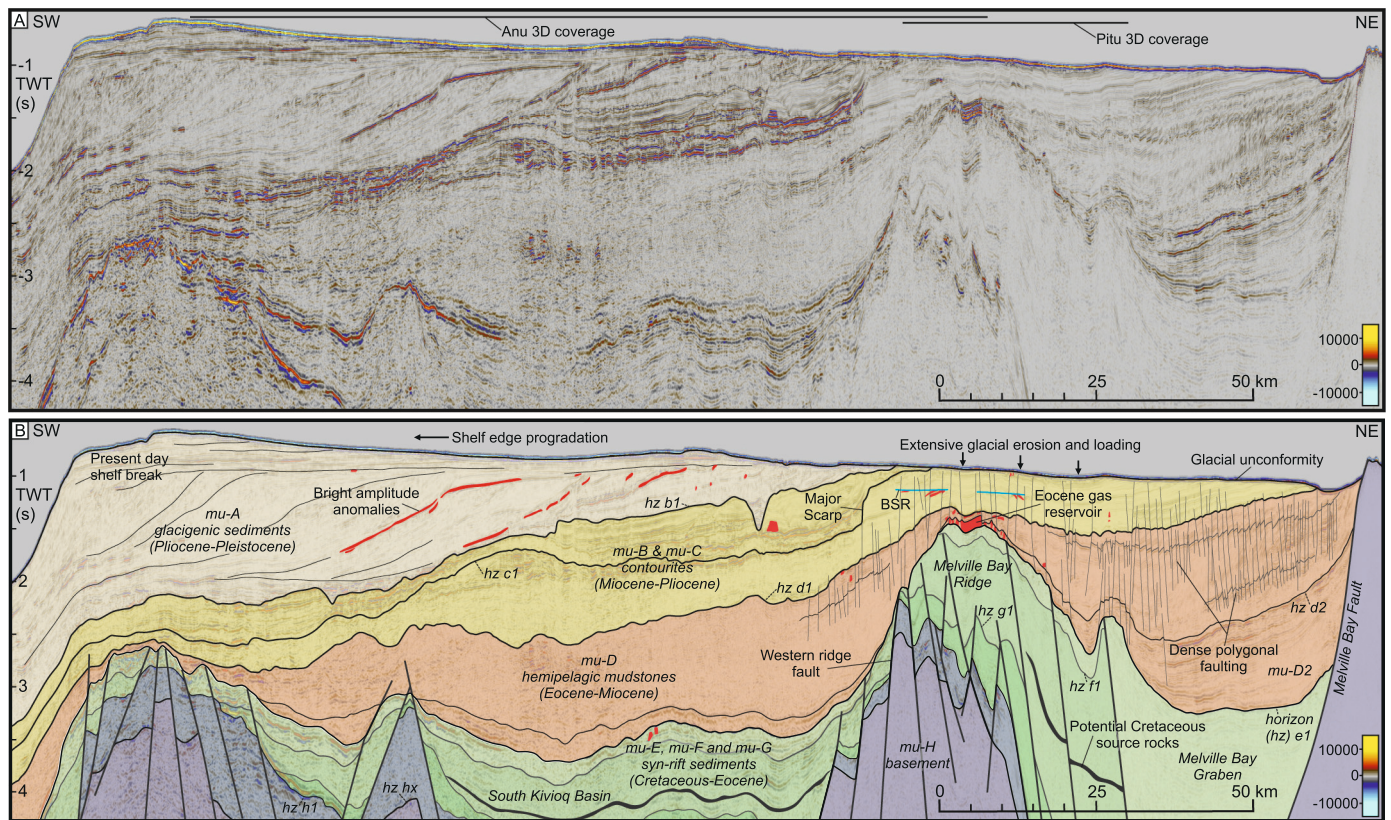 A SW
NE
Anu 3D coverage
Pitu 3D coverage
-1
TWT
(s)
-2
-3
-4
10000
0
-10000
0 25 50 km
B SW
NE
Shelf edge progradation
Extensive glacial erosion and loading
Present day
shelf break
Glacial unconformity
1
TWT
(s)
Bright amplitude
anomalies
hz b1
Major
Scarp
BSR
Eocene gas
reservoir
mu-A
glacigenic sediments
(Pliocene-Pleistocene)
mu-B & mu-C
contourites
(Miocene-Pliocene)
hz c1
hz d1
Melville Bay
Ridge
hz g1
hz d2
2
Dense polygonal
faulting
mu-D
hemipelagic mudstones
(Eocene-Miocene)
Western ridge
fault
mu-D2
Melville Bay Fault
3
hz f1
horizon
(hz) e1
Potential Cretaceous
source rocks
mu-E, mu-F and mu-G
syn-rift sediments
(Cretaceous-Eocene)
mu-H
basement
Melville Bay
Graben
South Kivioq Basin
hz hx
hz h1
4
0 25 50 km
10000
0
-10000